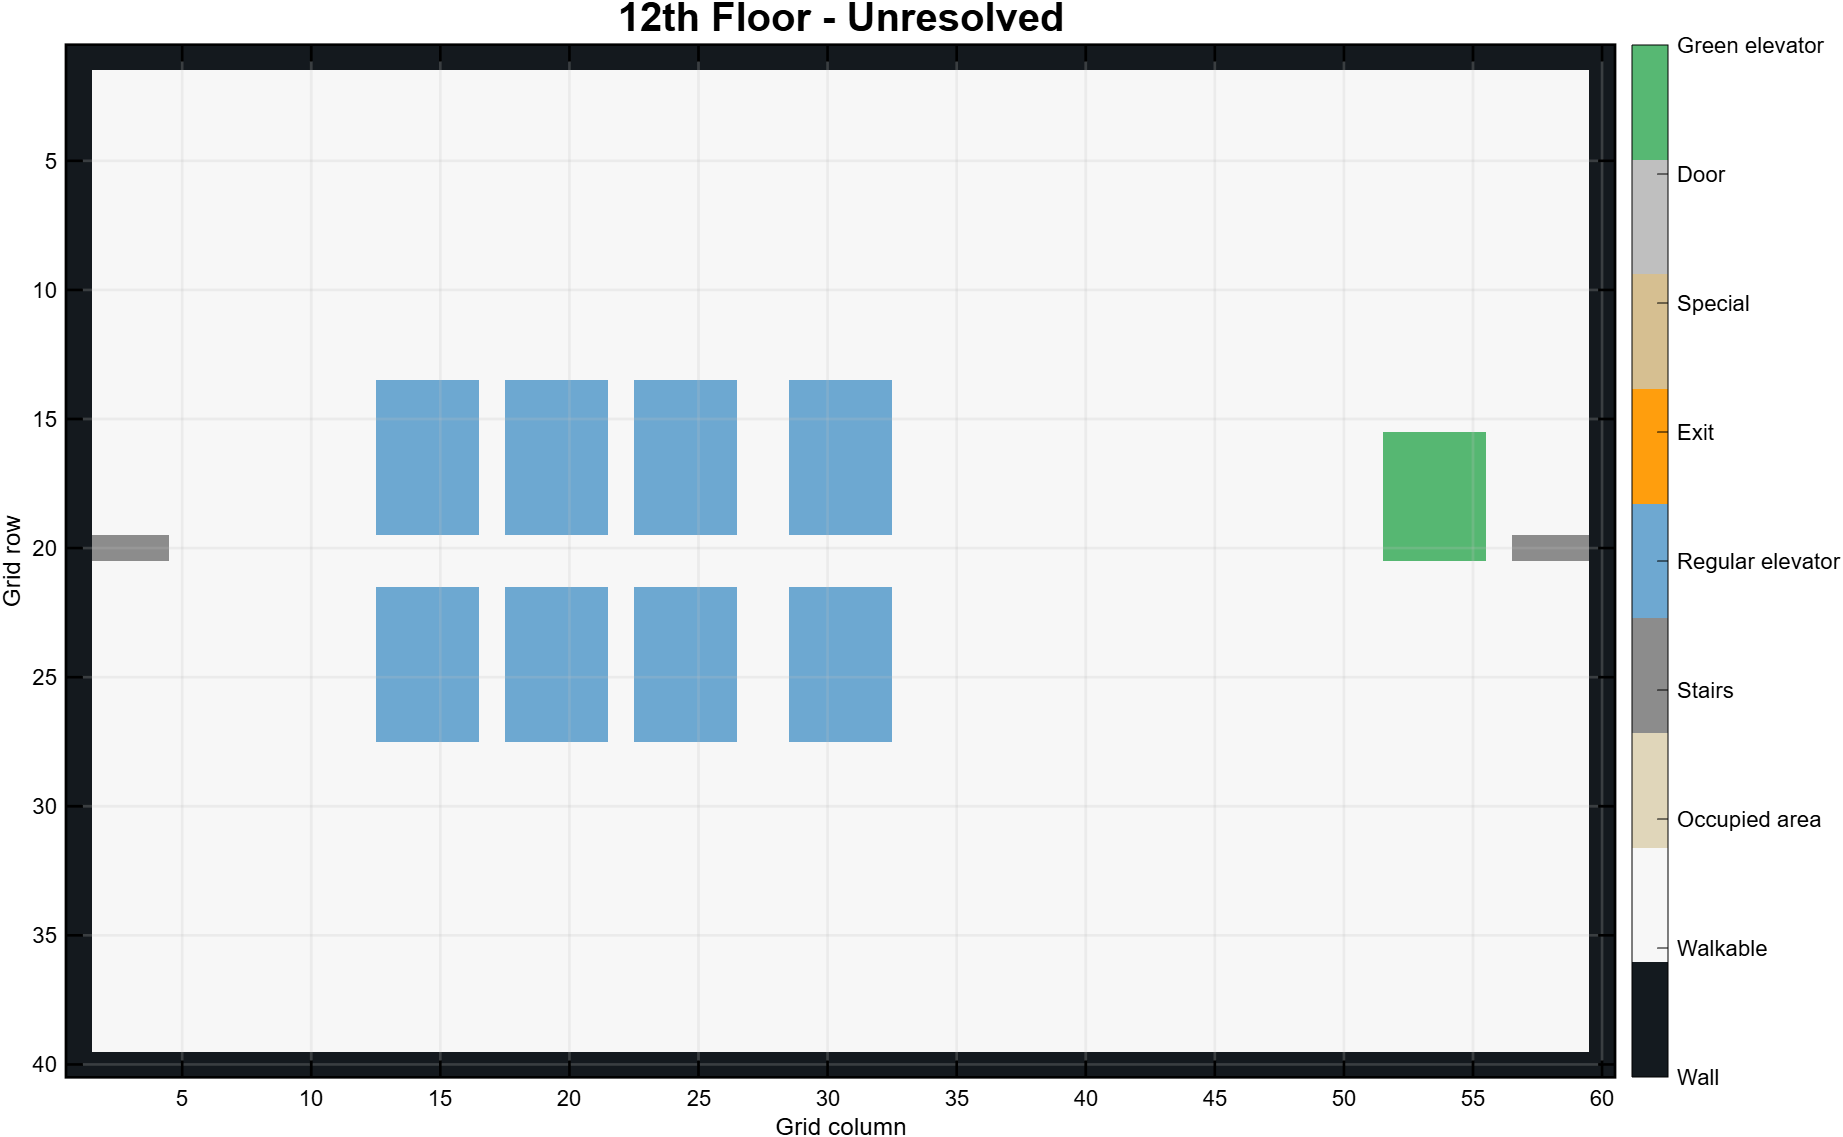 12th Floor - Unresolved
Green elevator
Door
Special
Exit
Regular elevator
Stairs
Occupied area
Walkable
Wall
Grid row
5
10
15
20
25
30
35
40
5 10 15 20 25 30 35 40 45 50 55 60
Grid column